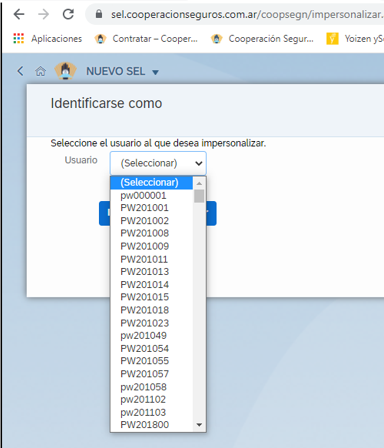 sel.cooperacionseguros.com.ar/coopsegn/impersonalizar.
Aplicaciones Contratar – Cooper... Cooperación Segur... Yoizen yS
NUEVO SEL
Identificarse como
Seleccione el usuario al que desea impersonalizar.
Usuario (Seleccionar)
(Seleccionar)
pw000001
PW201001
PW201002
PW201008
PW201009
PW201011
PW201013
PW201014
PW201015
PW201018
PW201023
pw201049
PW201054
PW201055
PW201057
pw201058
pw201102
pw201103
PW201800